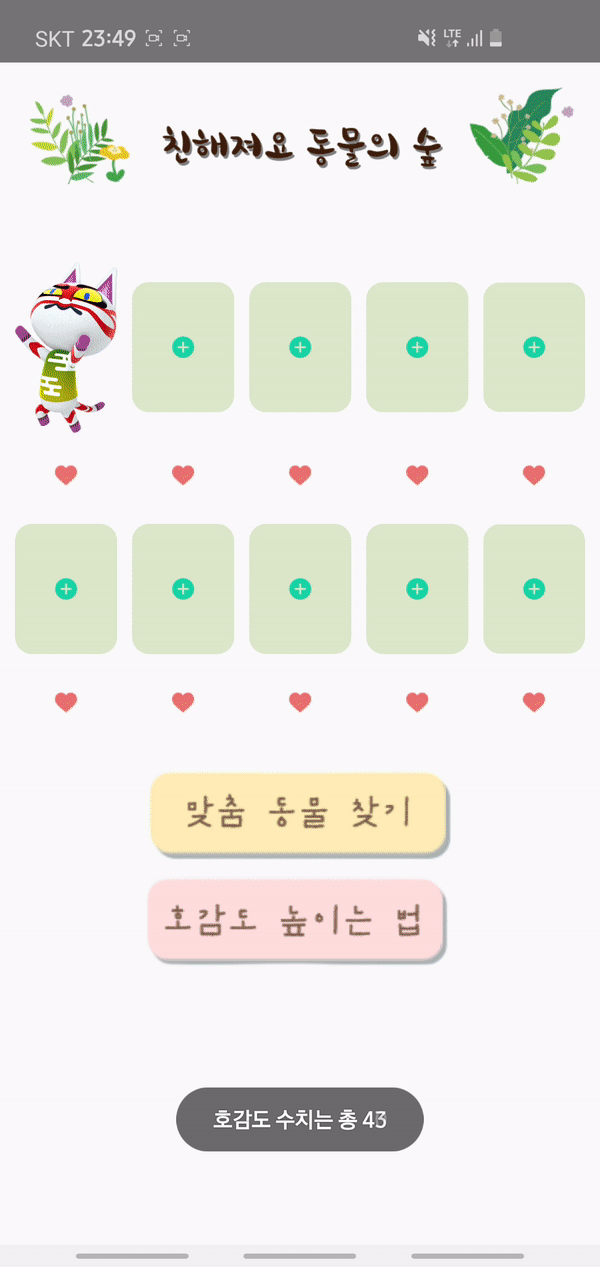 SKT 23:49 LTE
친해져요 동물의 숲
맞춤 동물 찾기
호감도 높이는 법
호감도 수치는 총 43